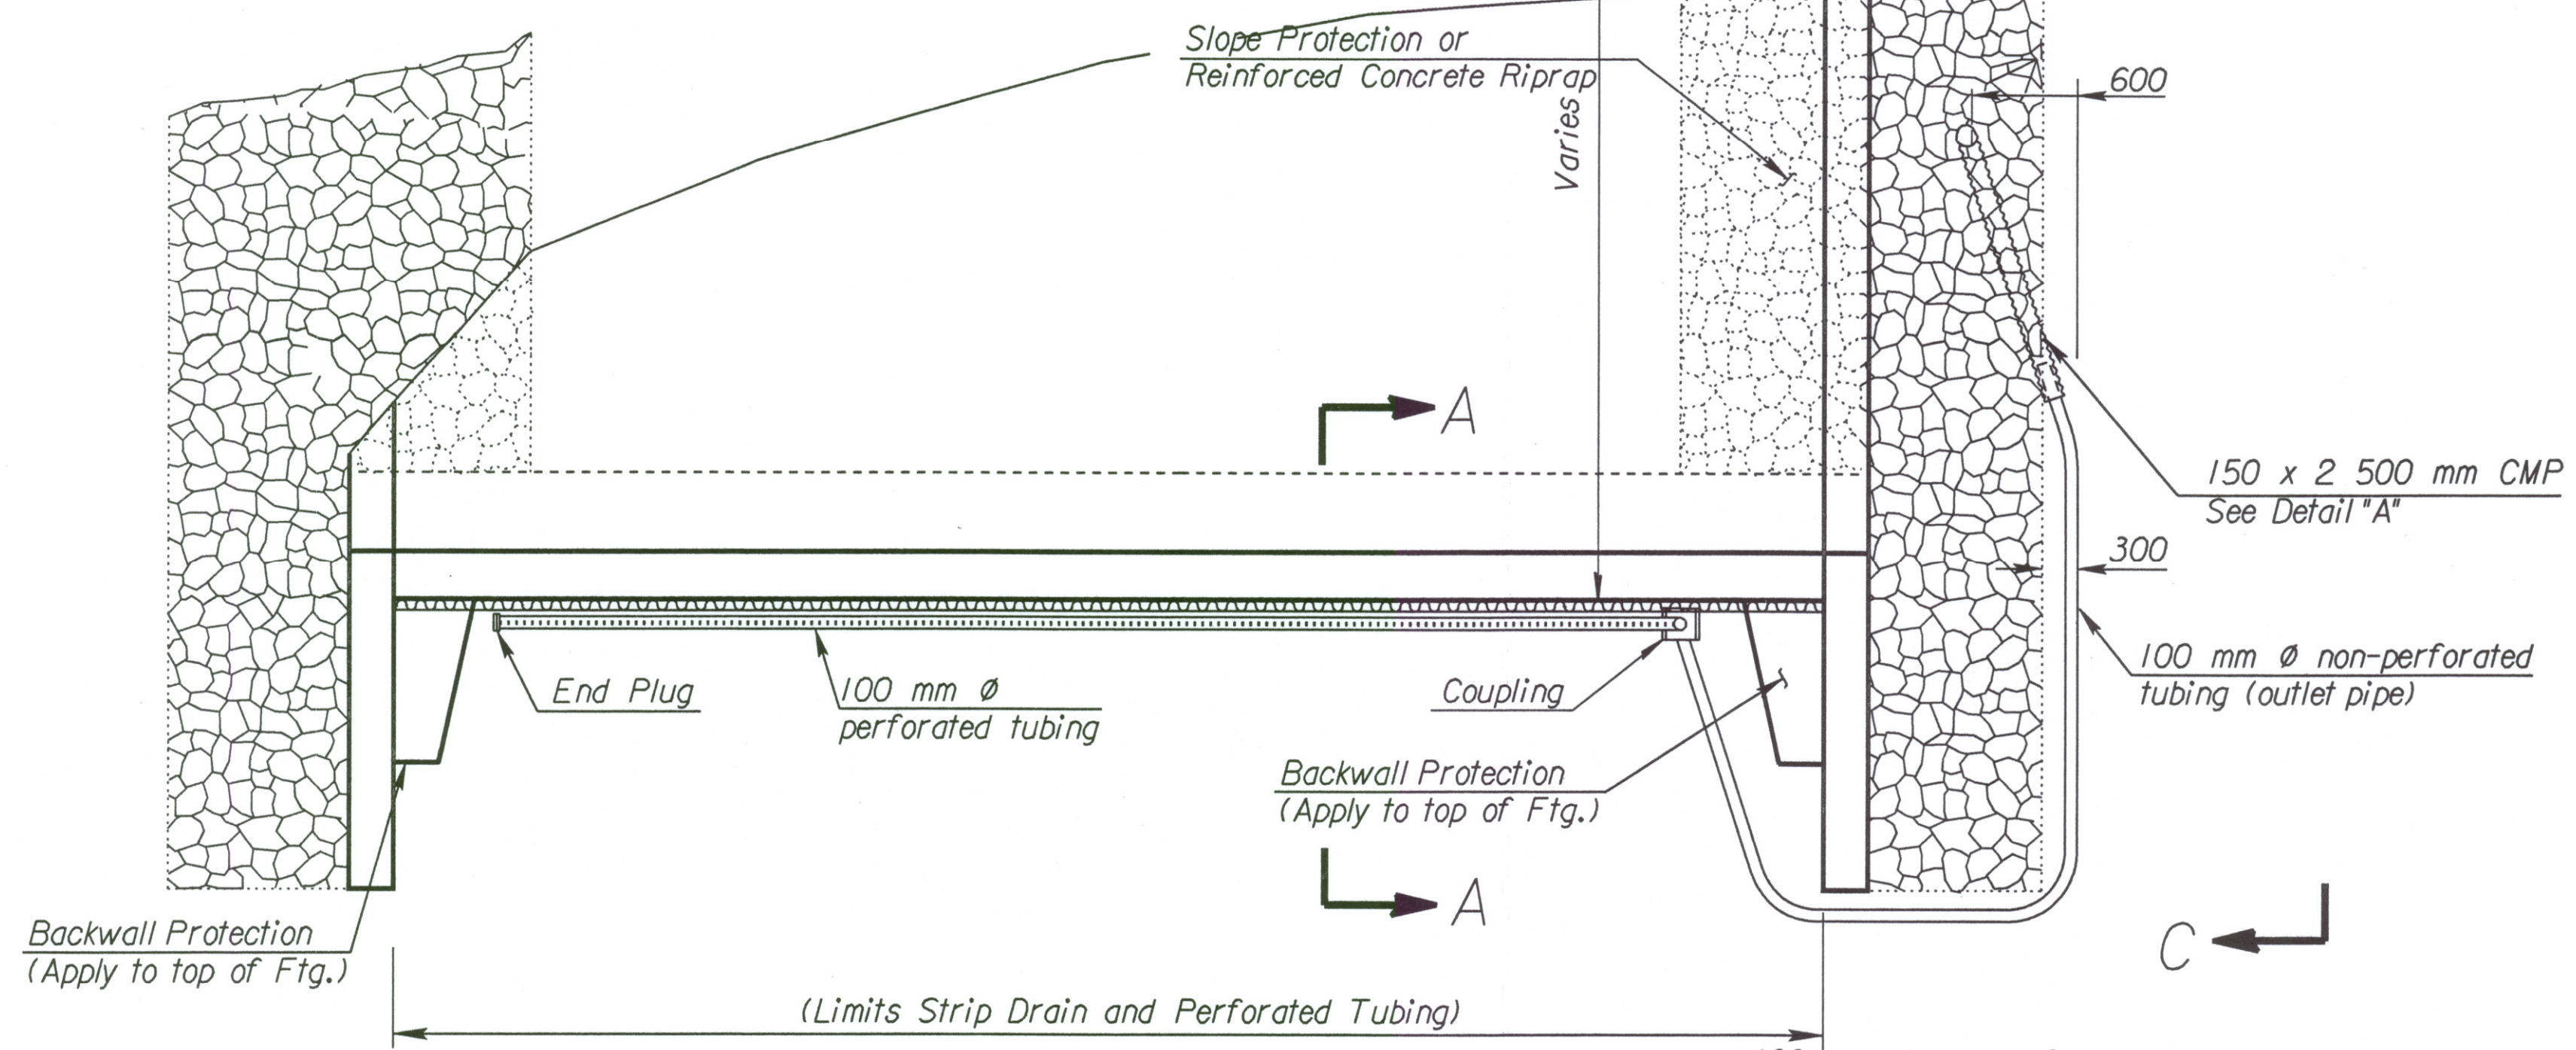 Slope Protection or
Reinforced Concrete Riprap
Varies
600
A
150 x 2 500 mm CMP
See Detail "A"
300
100 mm Ø non-perforated
tubing (outlet pipe)
End Plug
100 mm Ø
perforated tubing
Coupling
Backwall Protection
(Apply to top of Ftg.)
A
Backwall Protection
(Apply to top of Ftg.)
C
(Limits Strip Drain and Perforated Tubing)